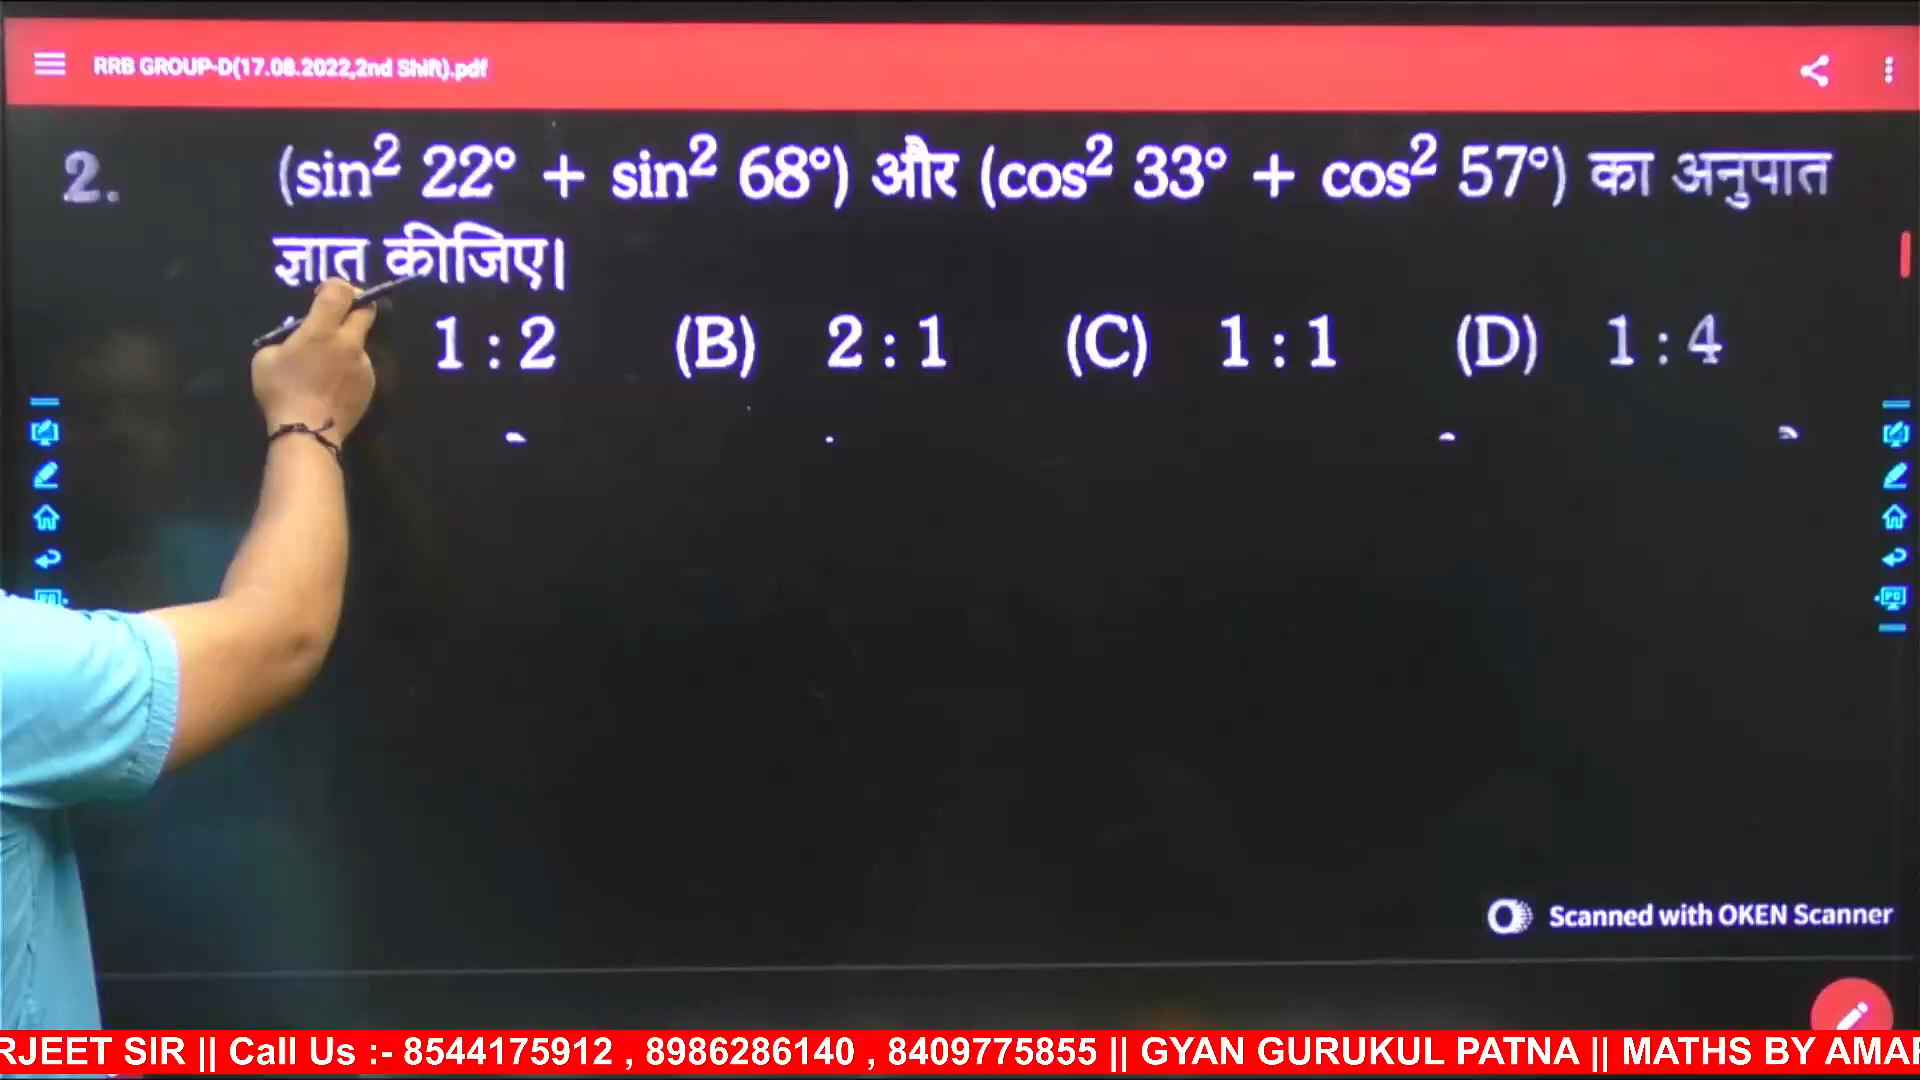 RRB GROUP-D(17.08.2022,2nd Shift).pdf
2. (sin² 22° + sin² 68°) और (cos² 33° + cos² 57°) का अनुपात
ज्ञात कीजिए।
1 : 2 (B) 2 : 1 (C) 1 : 1 (D) 1 : 4
Scanned with OKEN Scanner
RJEET SIR || Call Us :- 8544175912 , 8986286140 , 8409775855 || GYAN GURUKUL PATNA || MATHS BY AMAR